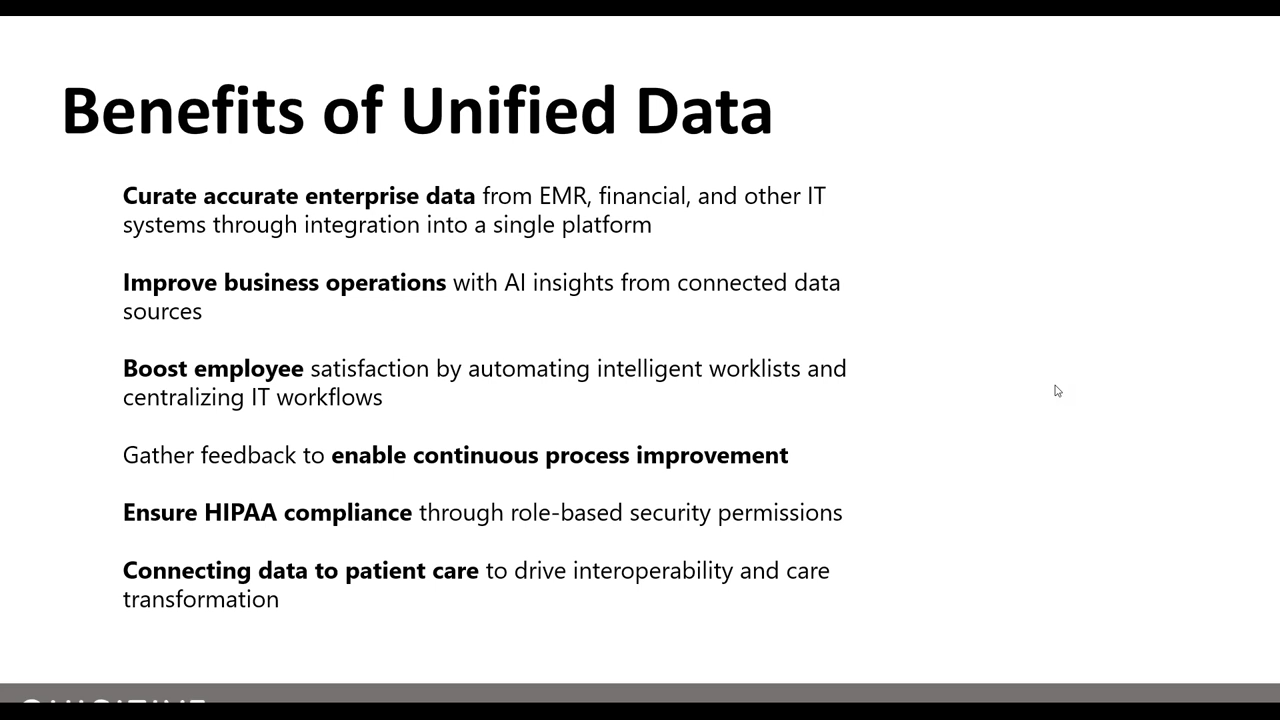 Benefits of Unified Data
Curate accurate enterprise data from EMR, financial, and other IT
systems through integration into a single platform
Improve business operations with AI insights from connected data
sources
Boost employee satisfaction by automating intelligent worklists and
centralizing IT workflows
Gather feedback to enable continuous process improvement
Ensure HIPAA compliance through role-based security permissions
Connecting data to patient care to drive interoperability and care
transformation